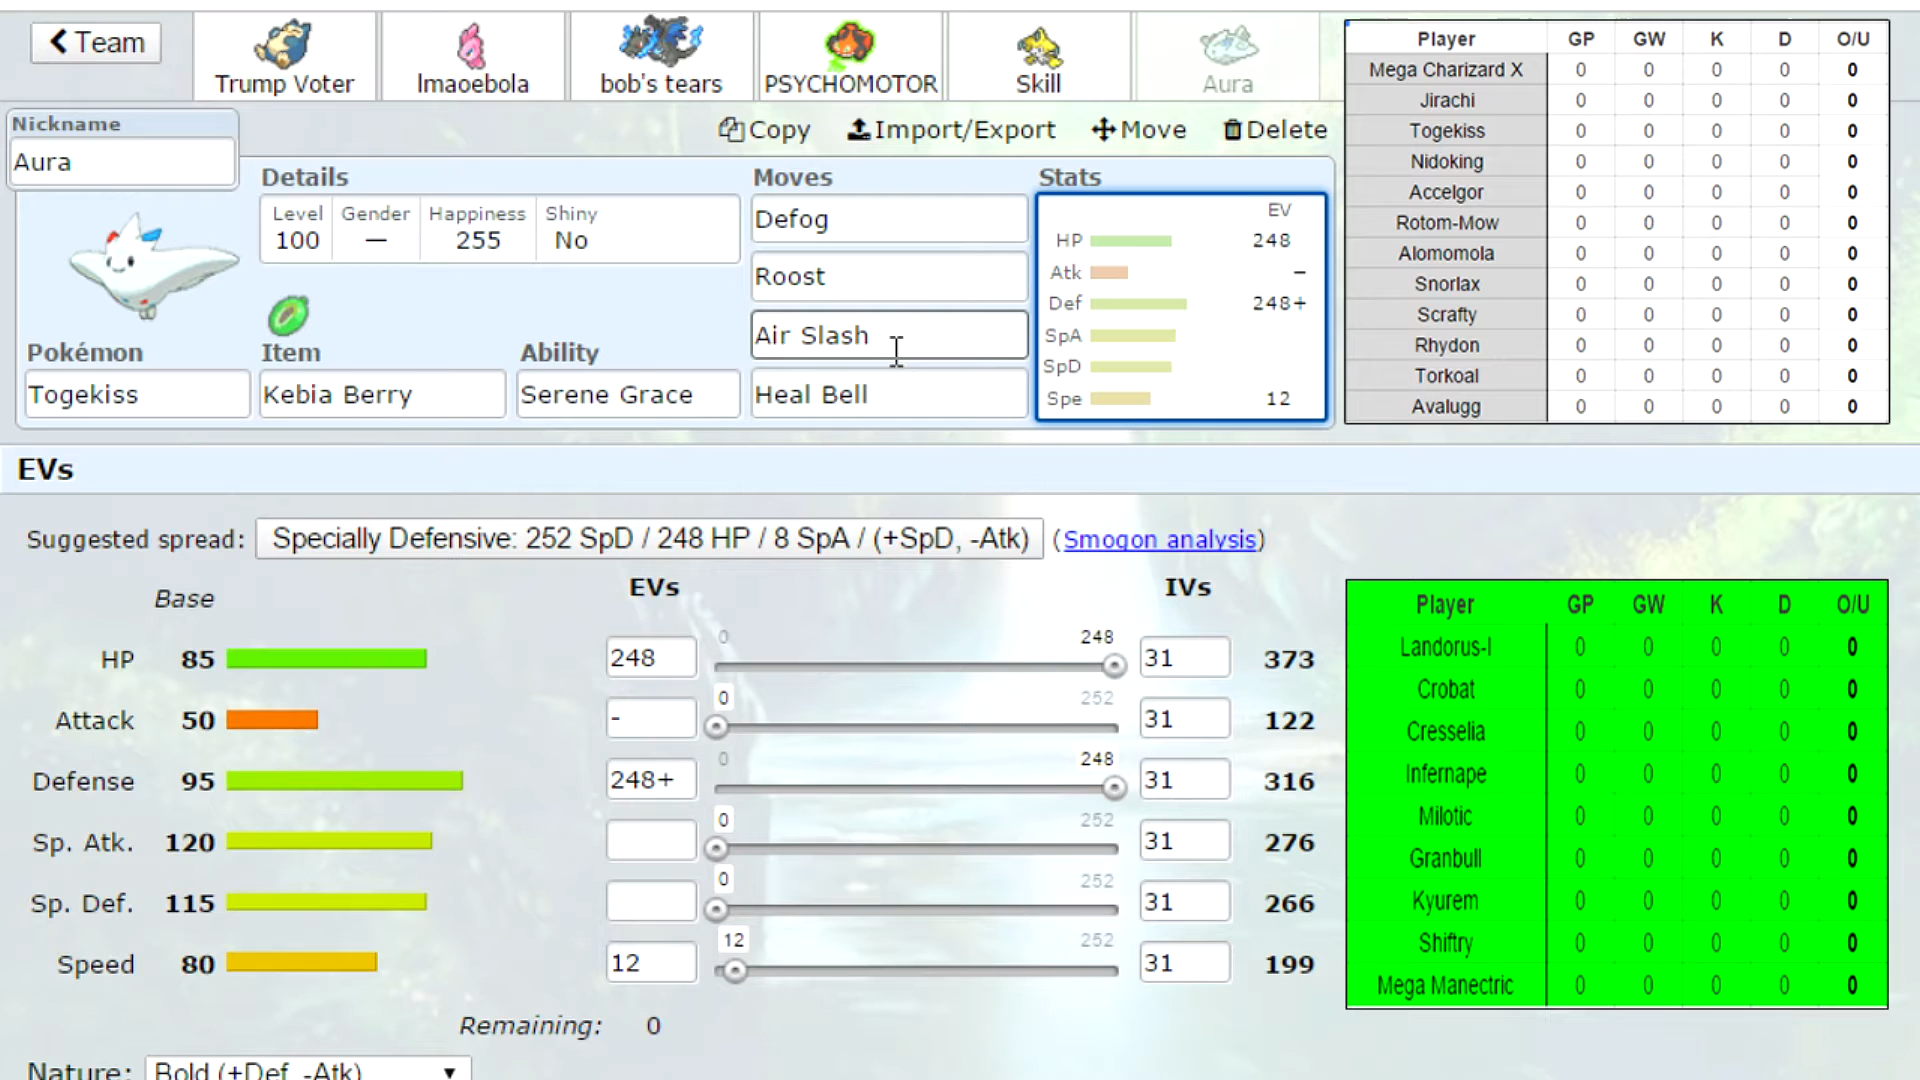 Team
Trump Voter
lmaoebola
bob's tears
PSYCHOMOTOR
Skill
Aura
Nickname
Aura
Copy
Import/Export
Move
Delete
Details
Level Gender Happiness Shiny
100 — 255 No
Pokémon
Togekiss
Item
Kebia Berry
Ability
Serene Grace
Moves
Defog
Roost
Air Slash
Heal Bell
Stats
EV
HP 248
Atk –
Def 248+
SpA
SpD
Spe 12
Player GP GW K D O/U
Mega Charizard X 0 0 0 0 0
Jirachi 0 0 0 0 0
Togekiss 0 0 0 0 0
Nidoking 0 0 0 0 0
Accelgor 0 0 0 0 0
Rotom-Mow 0 0 0 0 0
Alomomola 0 0 0 0 0
Snorlax 0 0 0 0 0
Scrafty 0 0 0 0 0
Rhydon 0 0 0 0 0
Torkoal 0 0 0 0 0
Avalugg 0 0 0 0 0
EVs
Suggested spread: Specially Defensive: 252 SpD / 248 HP / 8 SpA / (+SpD, -Atk) (Smogon analysis)
Base EVs IVs
0 248
HP 85 248 31 373
0 252
Attack 50 - 31 122
0 248
Defense 95 248+ 31 316
0 252
Sp. Atk. 120 31 276
0 252
Sp. Def. 115 31 266
12 252
Speed 80 12 31 199
Remaining: 0
Nature: Bold (+Def, -Atk)
Player GP GW K D O/U
Landorus-I 0 0 0 0 0
Crobat 0 0 0 0 0
Cresselia 0 0 0 0 0
Infernape 0 0 0 0 0
Milotic 0 0 0 0 0
Granbull 0 0 0 0 0
Kyurem 0 0 0 0 0
Shiftry 0 0 0 0 0
Mega Manectric 0 0 0 0 0